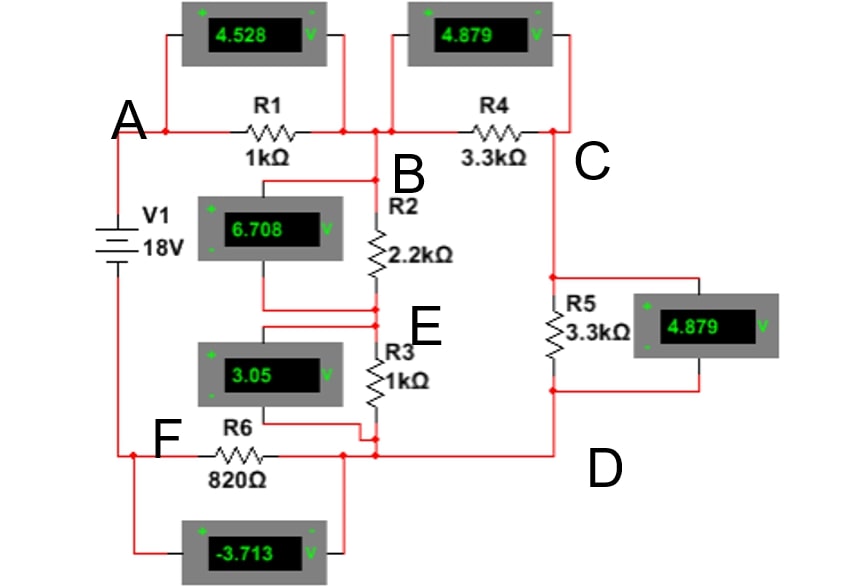 + 4.528 - V
+ 4.879 - V
R1
1kΩ
R4
3.3kΩ
A
B
C
V1
18V
+ 6.708 V -
R2
2.2kΩ
E
R5
3.3kΩ
+ 4.879 V -
+ 3.05 V -
R3
1kΩ
F
R6
820Ω
D
+ -3.713 - V